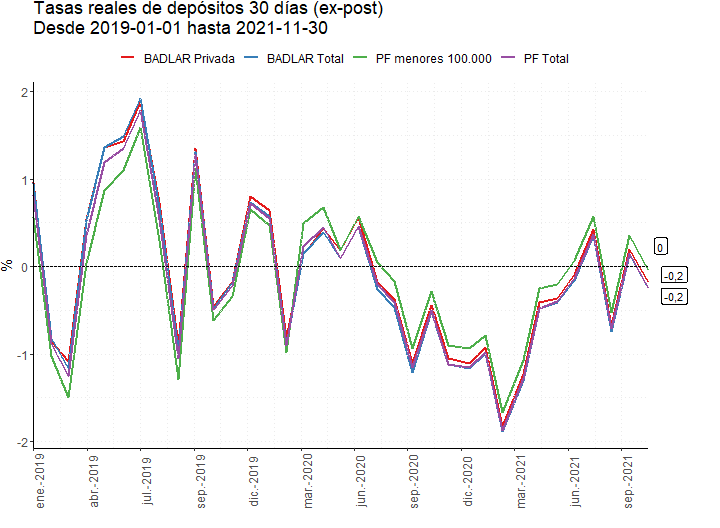 Tasas reales de depósitos 30 días (ex-post)
Desde 2019-01-01 hasta 2021-11-30
BADLAR Privada
BADLAR Total
PF menores 100.000
PF Total
%
2
1
0
-1
-2
0
-0,2
-0,2
ene.-2019
abr.-2019
jul.-2019
sep.-2019
dic.-2019
mar.-2020
jun.-2020
sep.-2020
dic.-2020
mar.-2021
jun.-2021
sep.-2021